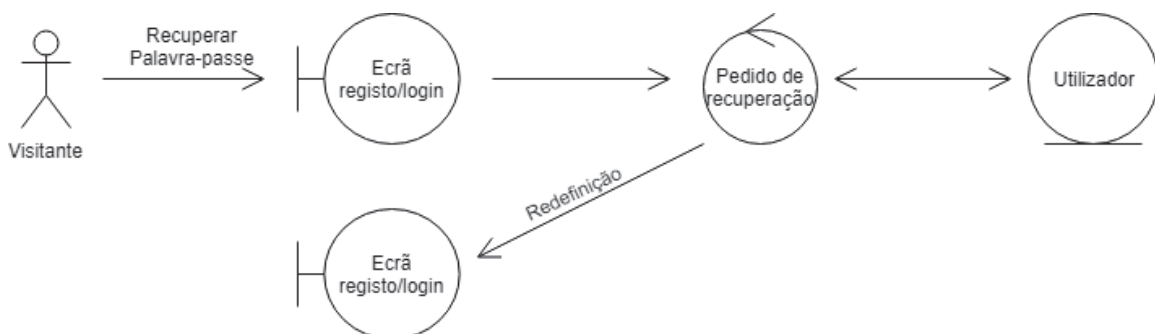 Recuperar
Palavra-passe
Visitante
Ecrã
registo/login
Pedido de
recuperação
Utilizador
Redefinição
Ecrã
registo/login